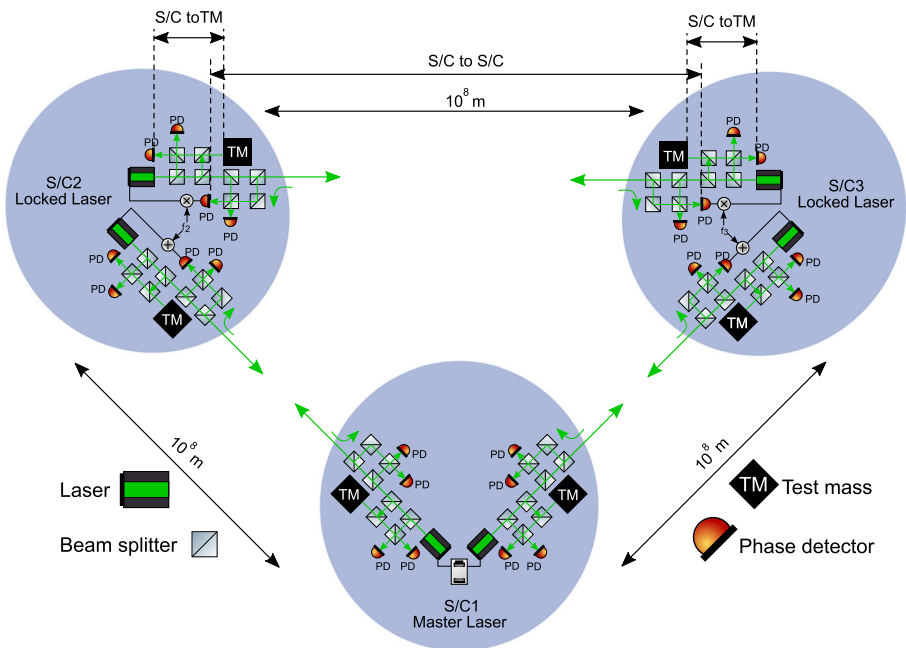 S/C toTM
S/C toTM
S/C to S/C
10⁸ m
PD
PD
TM
PD
PD
S/C2
Locked Laser
f2
PD
PD
PD
PD
TM
PD
PD
TM
PD
PD
S/C3
Locked Laser
f3
PD
PD
PD
PD
TM
10⁸ m
10⁸ m
PD
PD
TM
PD
PD
PD
PD
TM
PD
PD
S/C1
Master Laser
Laser
Beam splitter
TM
Test mass
Phase detector